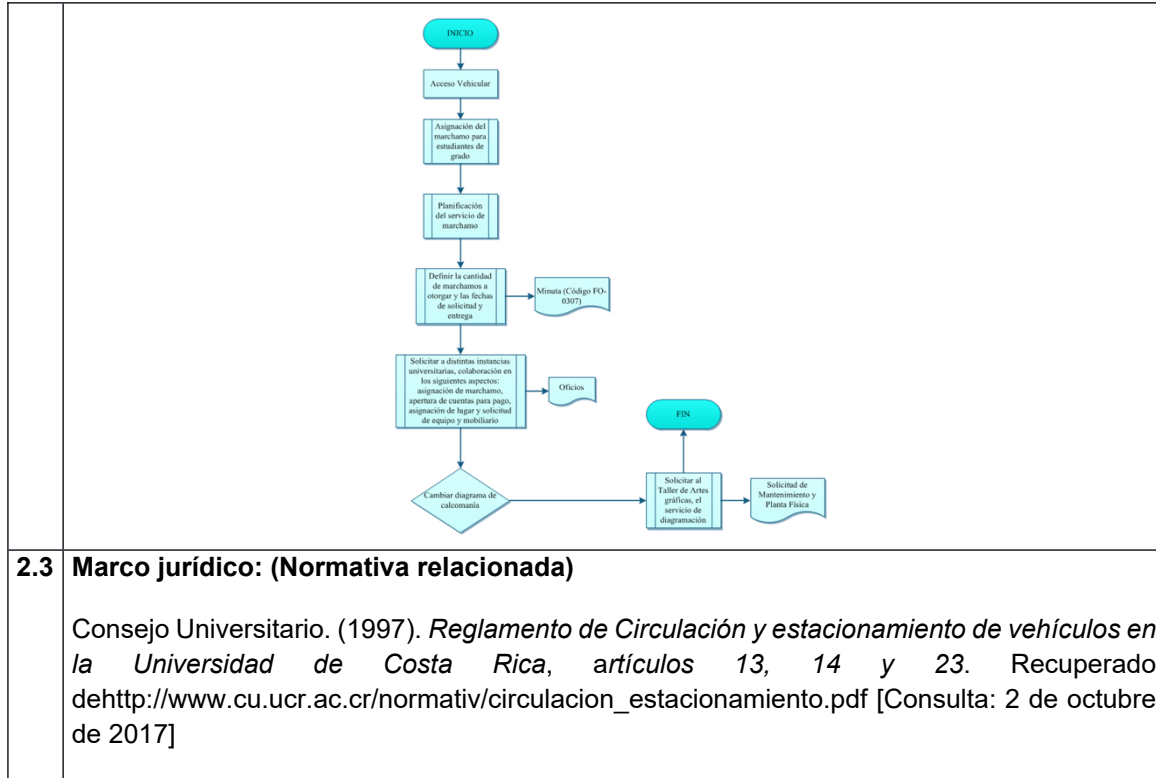 INICIO
Acceso Vehicular
Asignación del
marchamo para
estudiantes de
grado
Planificación
del servicio de
marchamo
Definir la cantidad
de marchamos a
otorgar y las fechas
de solicitud y
entrega
Minuta (Código FO-
0307)
Solicitar a distintas instancias
universitarias, colaboración en
los siguientes aspectos:
asignación de marchamo,
apertura de cuentas para pago,
asignación de lugar y solicitud
de equipo y mobiliario
Oficios
FIN
Cambiar diagrama de
calcomanía
Solicitar al
Taller de Artes
gráficas, el
servicio de
diagramación
Solicitud de
Mantenimiento y
Planta Física
2.3 Marco jurídico: (Normativa relacionada)
Consejo Universitario. (1997). Reglamento de Circulación y estacionamiento de vehículos en
la Universidad de Costa Rica, artículos 13, 14 y 23. Recuperado
dehttp://www.cu.ucr.ac.cr/normativ/circulacion_estacionamiento.pdf [Consulta: 2 de octubre
de 2017]